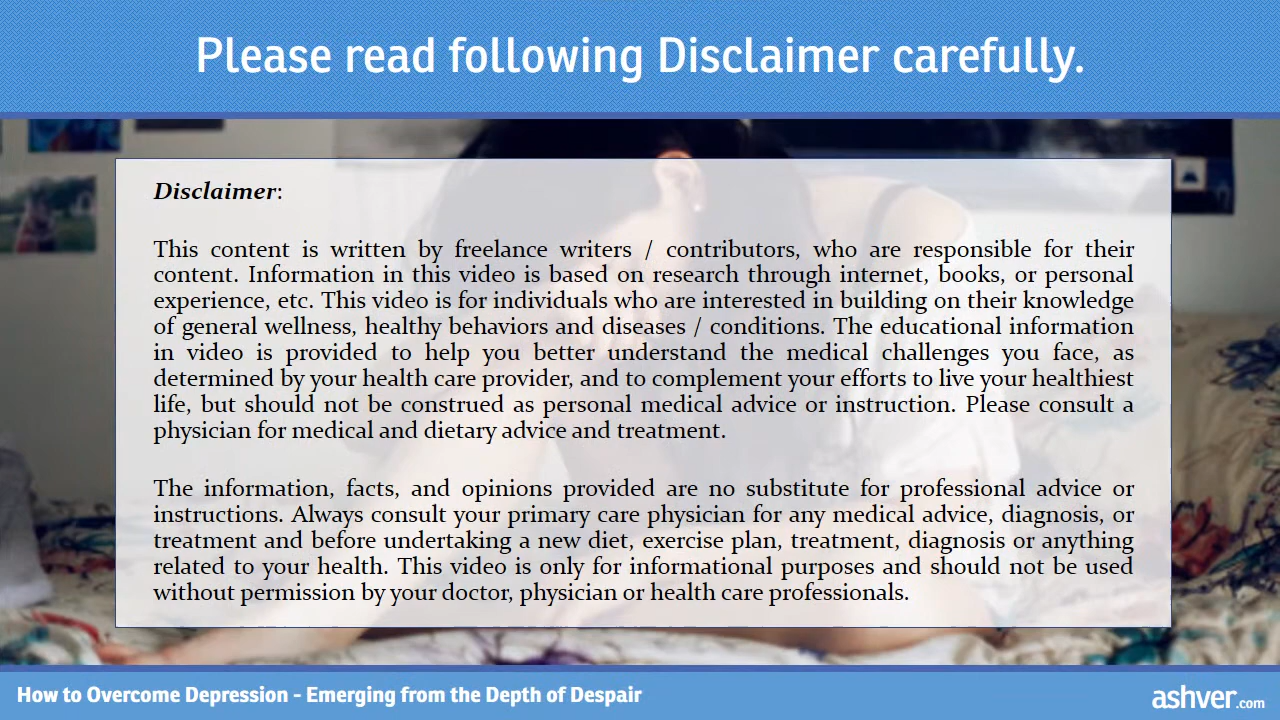 Please read following Disclaimer carefully.
Disclaimer:
This content is written by freelance writers / contributors, who are responsible for their
content. Information in this video is based on research through internet, books, or personal
experience, etc. This video is for individuals who are interested in building on their knowledge
of general wellness, healthy behaviors and diseases / conditions. The educational information
in video is provided to help you better understand the medical challenges you face, as
determined by your health care provider, and to complement your efforts to live your healthiest
life, but should not be construed as personal medical advice or instruction. Please consult a
physician for medical and dietary advice and treatment.
The information, facts, and opinions provided are no substitute for professional advice or
instructions. Always consult your primary care physician for any medical advice, diagnosis, or
treatment and before undertaking a new diet, exercise plan, treatment, diagnosis or anything
related to your health. This video is only for informational purposes and should not be used
without permission by your doctor, physician or health care professionals.
How to Overcome Depression - Emerging from the Depth of Despair
ashver.com